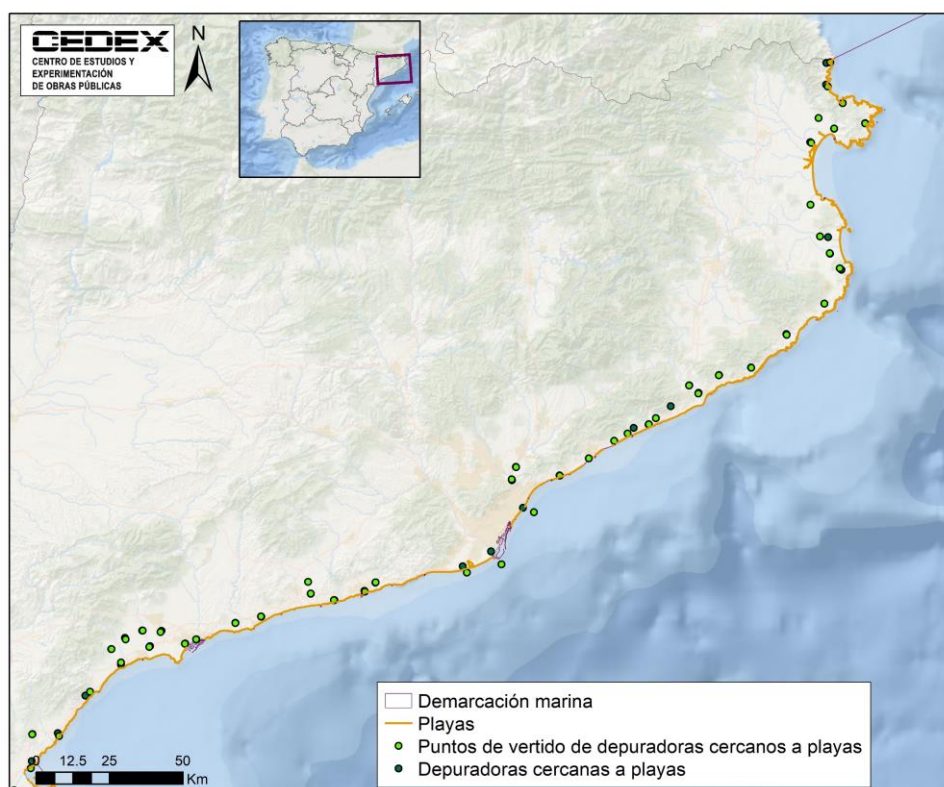 CEDEX
CENTRO DE ESTUDIOS Y
EXPERIMENTACIÓN
DE OBRAS PÚBLICAS
N
Demarcación marina
Playas
Puntos de vertido de depuradoras cercanos a playas
Depuradoras cercanas a playas
0 12.5 25 50
Km